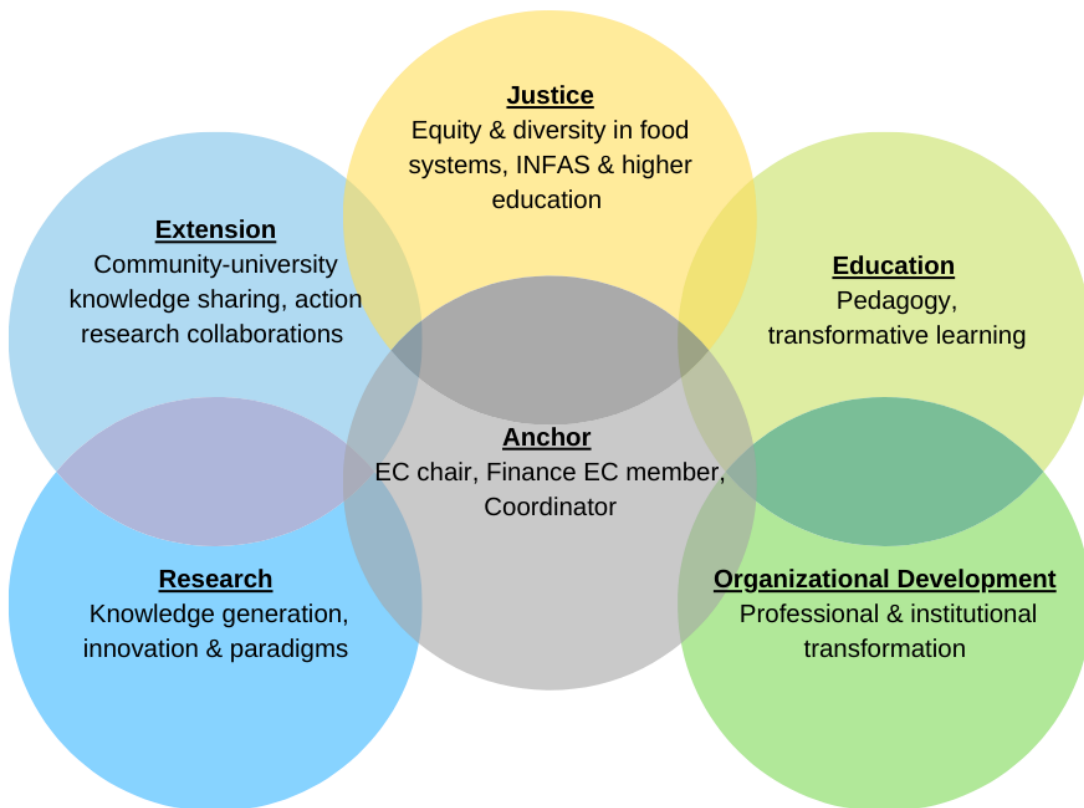 Justice
Equity & diversity in food
systems, INFAS & higher
education
Extension
Community-university
knowledge sharing, action
research collaborations
Education
Pedagogy,
transformative learning
Anchor
EC chair, Finance EC member,
Coordinator
Research
Knowledge generation,
innovation & paradigms
Organizational Development
Professional & institutional
transformation